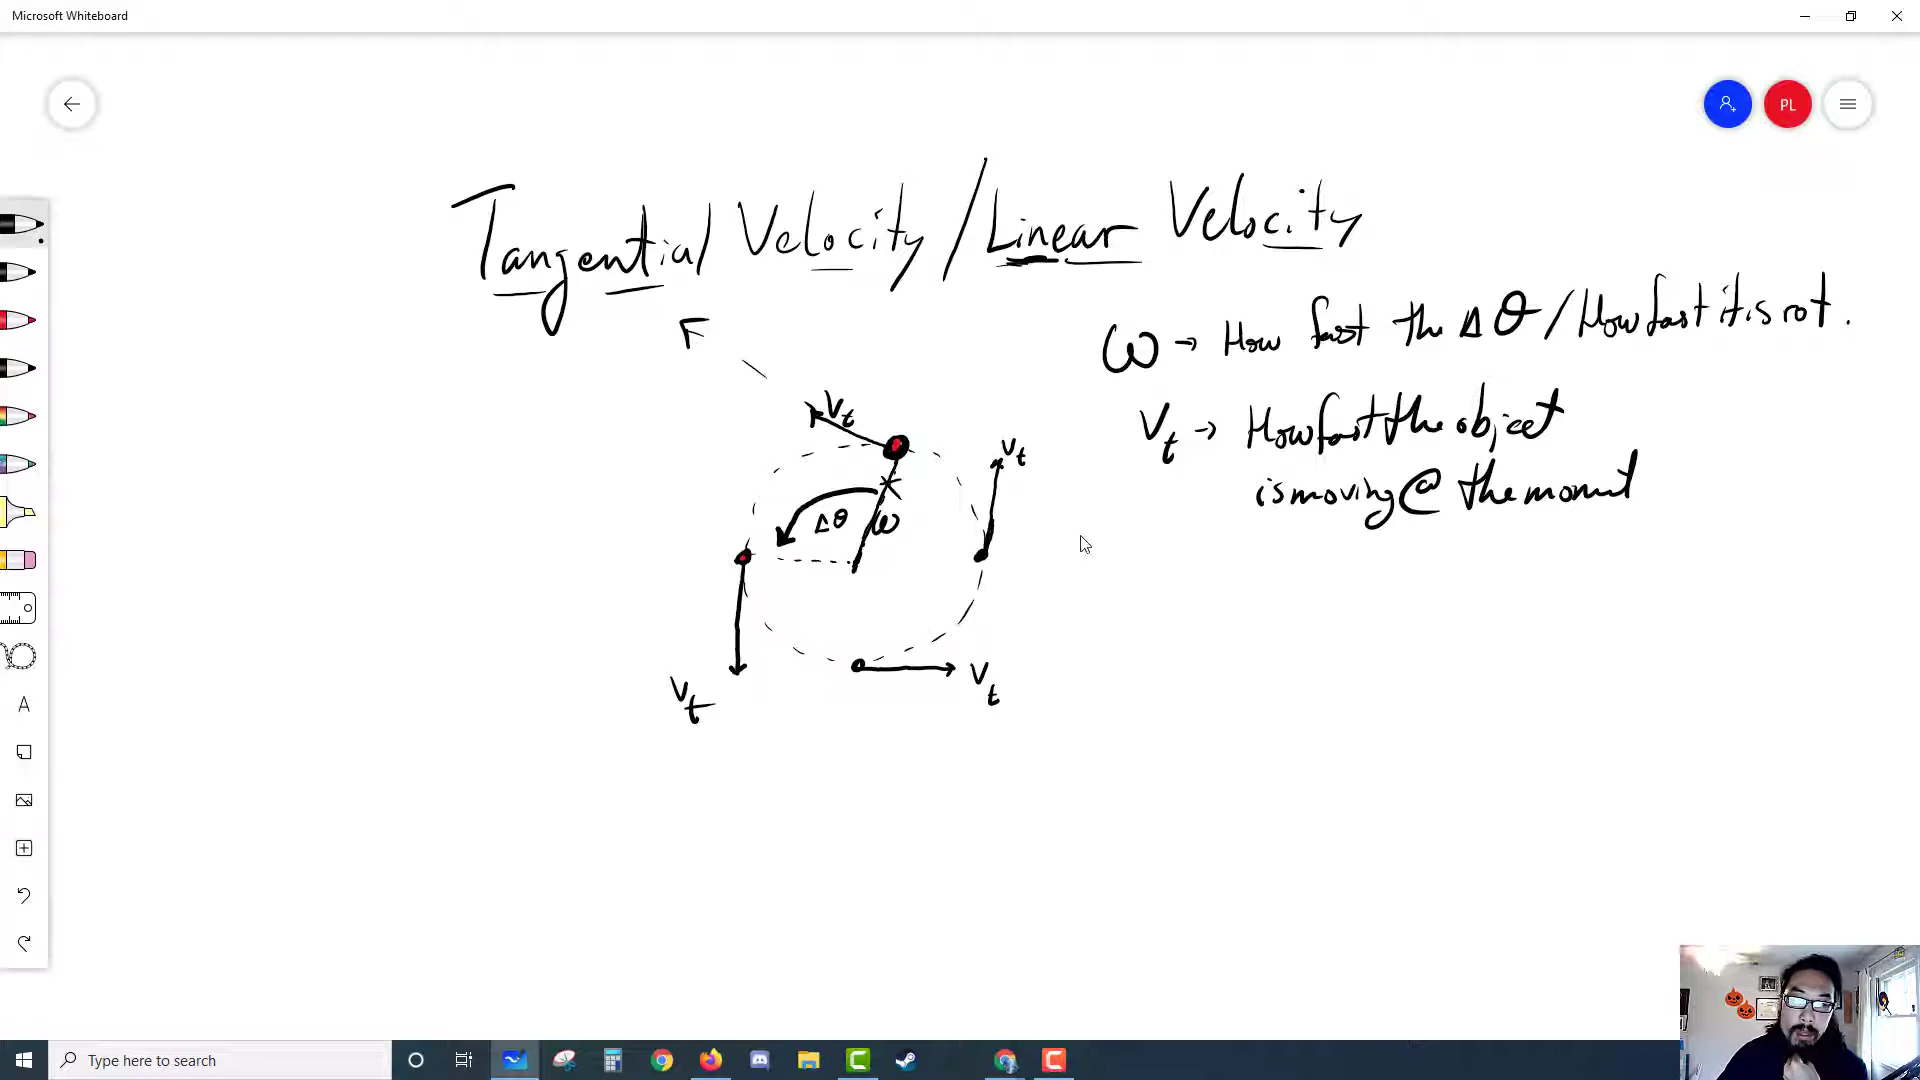 Microsoft Whiteboard
PL
Tangential Velocity / Linear Velocity
F
ω → How fast the Δ θ / How fast it is rot.
Vt → How fast the object
is moving @ the moment
Vt
Vt
Δθ
ω
Vt
Vt
A
Type here to search